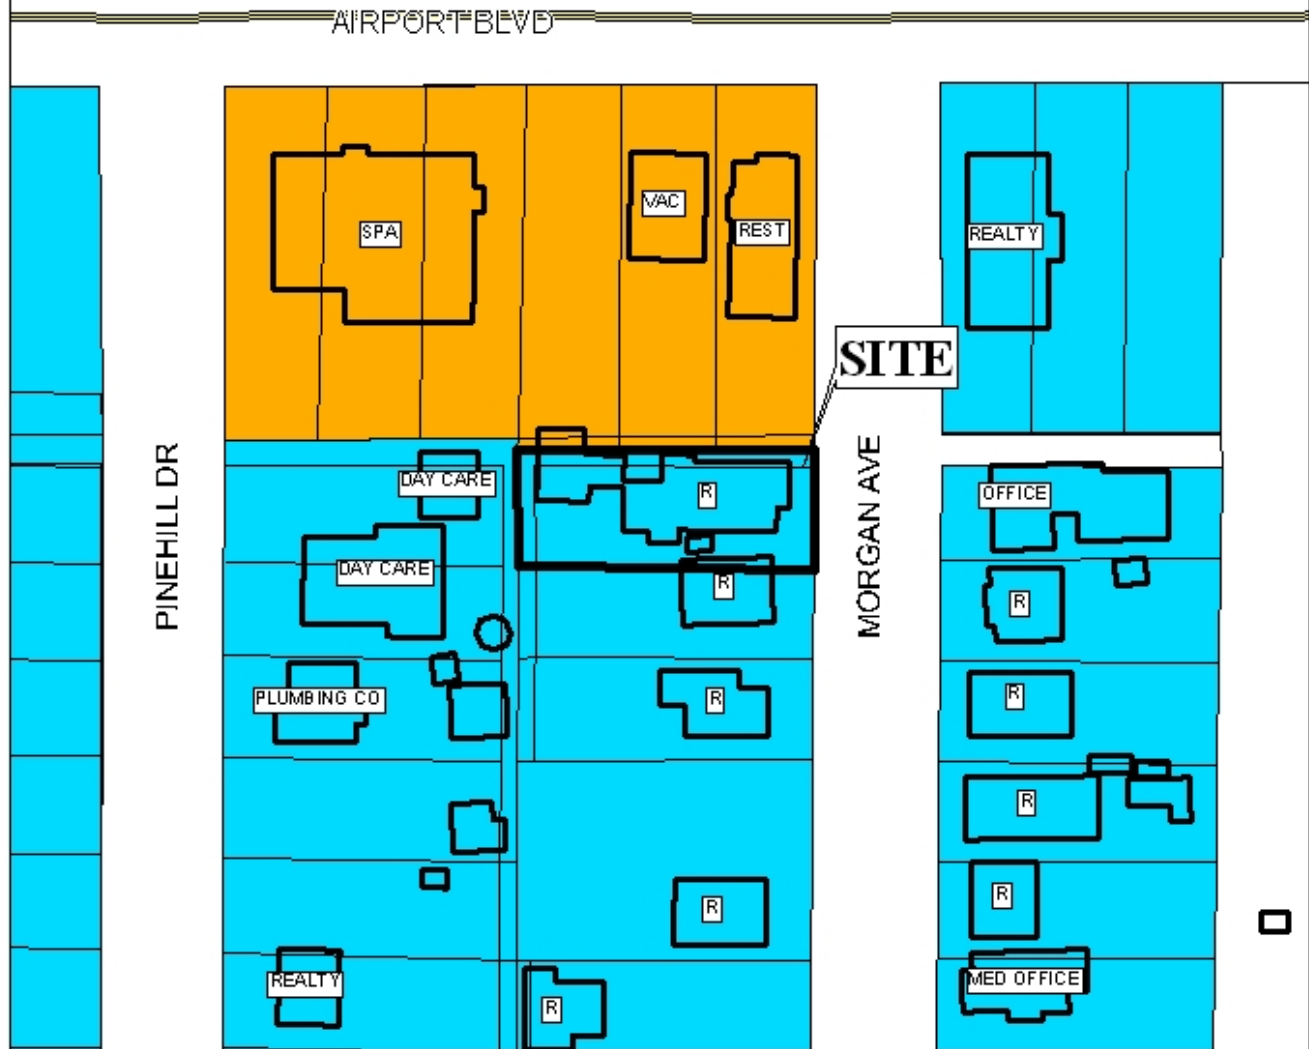 AIRPORT BLVD
SPA
VAC
REST
REALTY
SITE
PINEHILL DR
MORGAN AVE
DAY CARE
R
OFFICE
DAY CARE
R
R
PLUMBING CO
R
R
R
R
R
REALTY
R
MED OFFICE